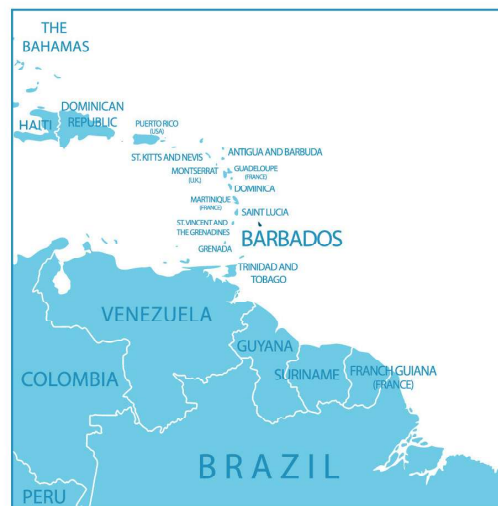 THE
BAHAMAS
DOMINICAN
REPUBLIC
HAITI
PUERTO RICO
(USA)
ST. KITTS AND NEVIS
ANTIGUA AND BARBUDA
MONTSERRAT
(U.K.)
GUADELOUPE
(FRANCE)
DOMINICA
MARTINIQUE
(FRANCE)
SAINT LUCIA
ST. VINCENT AND
THE GRENADINES
BARBADOS
GRENADA
TRINIDAD AND
TOBAGO
VENEZUELA
GUYANA
COLOMBIA
SURINAME
FRANCH GUIANA
(FRANCE)
BRAZIL
PERU